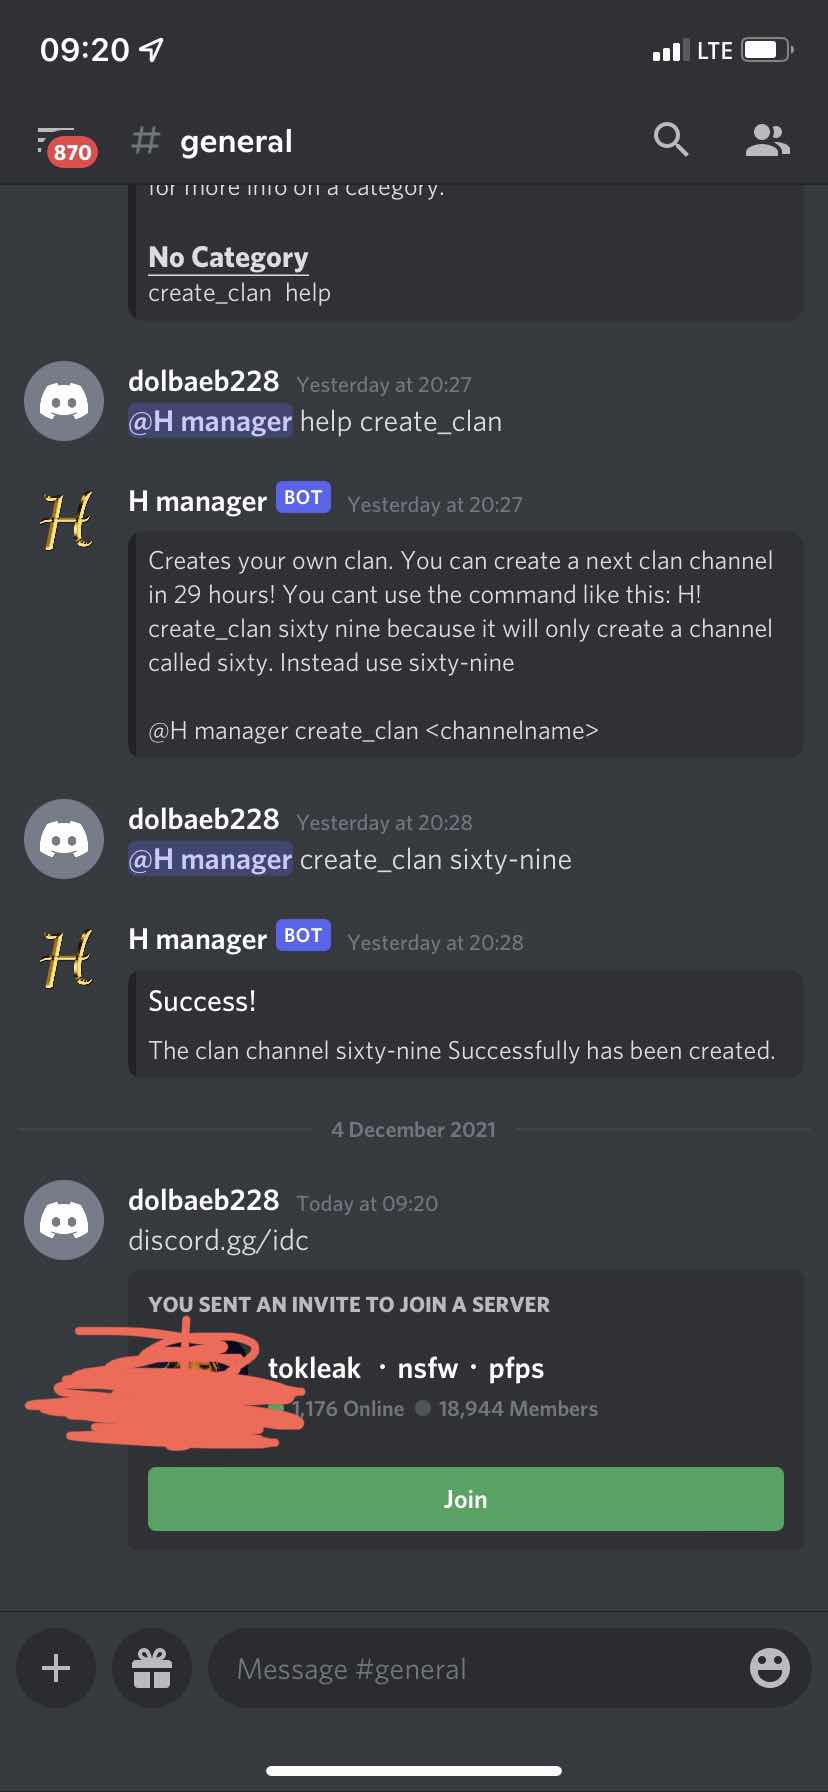 09:20
LTE
870
# general
for more info on a category.
No Category
create_clan help
dolbaeb228 Yesterday at 20:27
@H manager help create_clan
H manager BOT Yesterday at 20:27
Creates your own clan. You can create a next clan channel
in 29 hours! You cant use the command like this: H!
create_clan sixty nine because it will only create a channel
called sixty. Instead use sixty-nine
@H manager create_clan <channelname>
dolbaeb228 Yesterday at 20:28
@H manager create_clan sixty-nine
H manager BOT Yesterday at 20:28
Success!
The clan channel sixty-nine Successfully has been created.
4 December 2021
dolbaeb228 Today at 09:20
discord.gg/idc
YOU SENT AN INVITE TO JOIN A SERVER
tokleak · nsfw · pfps
1,176 Online 18,944 Members
Join
Message #general